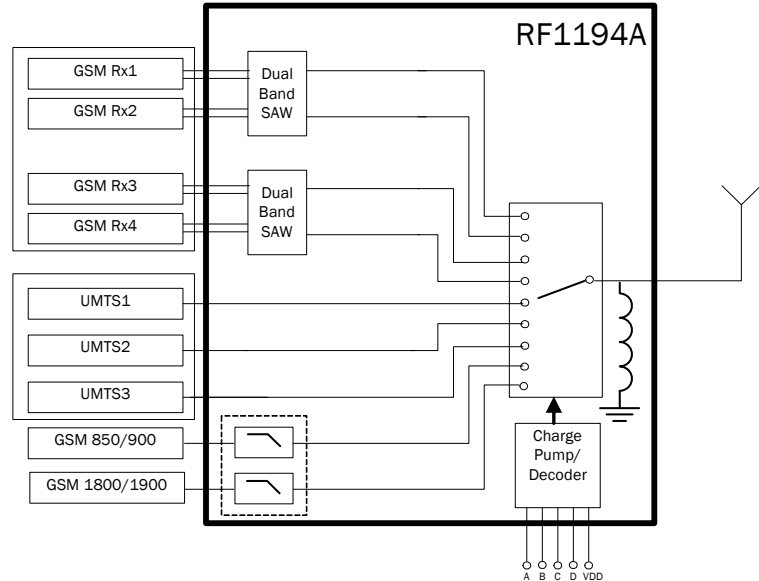 RF1194A
GSM Rx1
GSM Rx2
Dual
Band
SAW
GSM Rx3
GSM Rx4
Dual
Band
SAW
UMTS1
UMTS2
UMTS3
GSM 850/900
GSM 1800/1900
Charge
Pump/
Decoder
A B C D VDD